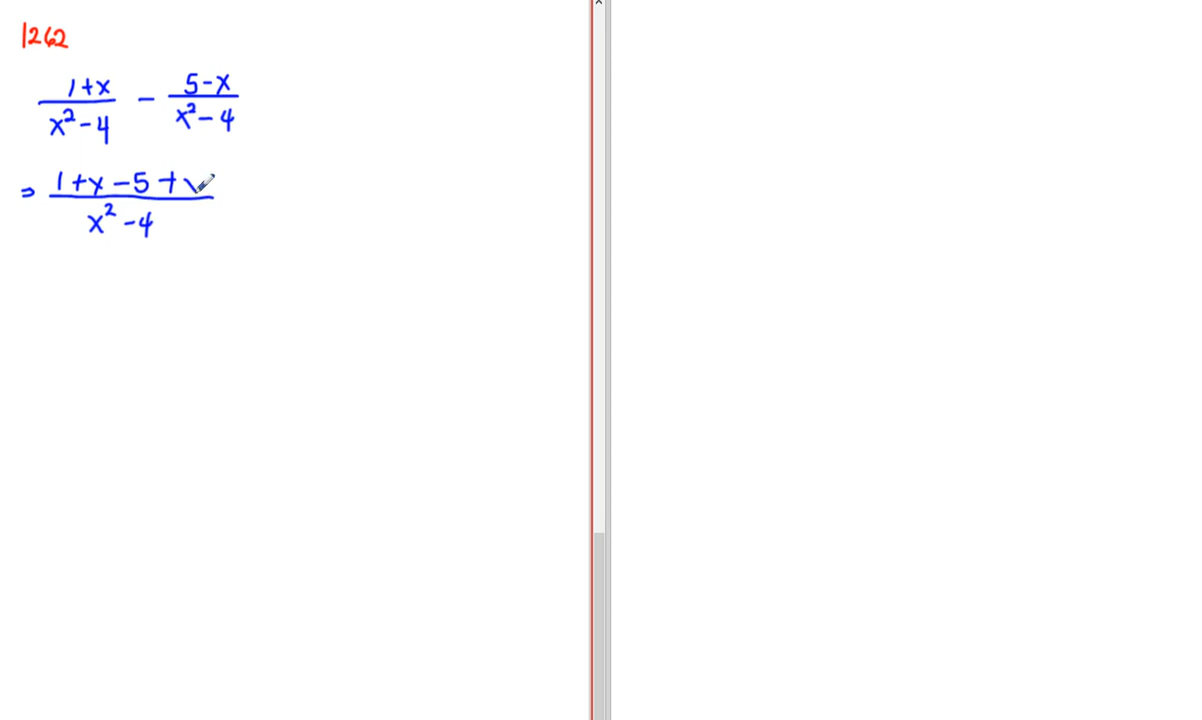 1262
1+x / x² - 4 - 5-x / x² - 4
⇒ 1+x-5+ / x² - 4